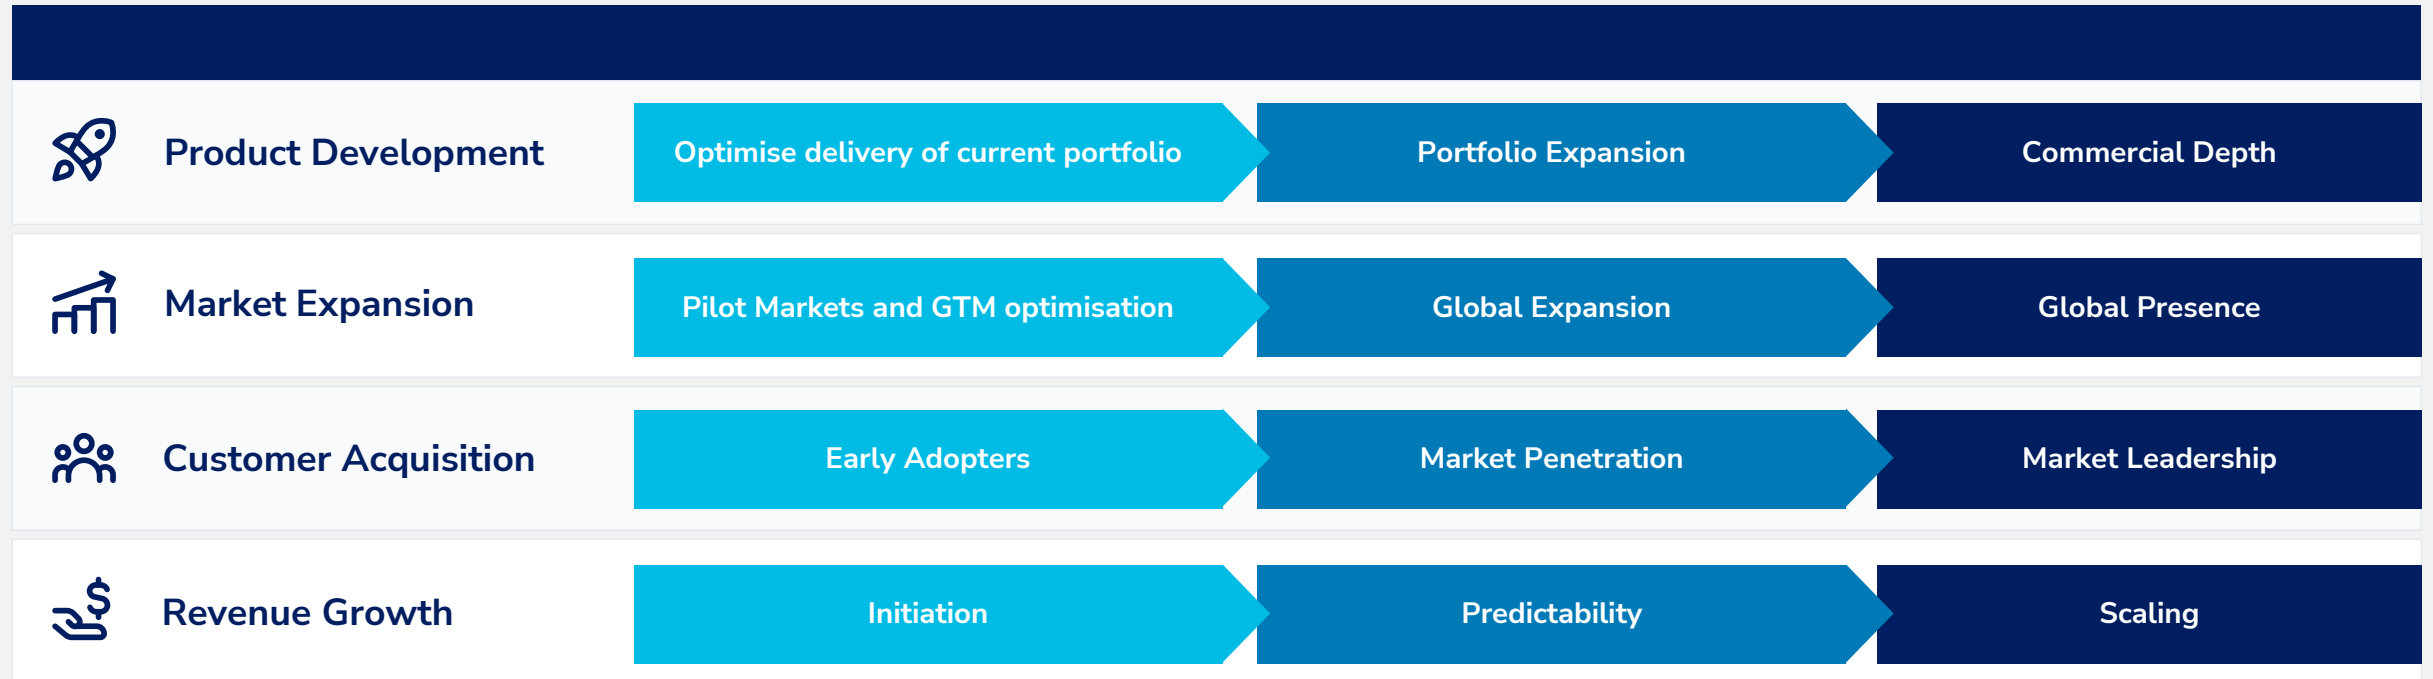 Product Development
Optimise delivery of current portfolio
Portfolio Expansion
Commercial Depth
Market Expansion
Pilot Markets and GTM optimisation
Global Expansion
Global Presence
Customer Acquisition
Early Adopters
Market Penetration
Market Leadership
Revenue Growth
Initiation
Predictability
Scaling